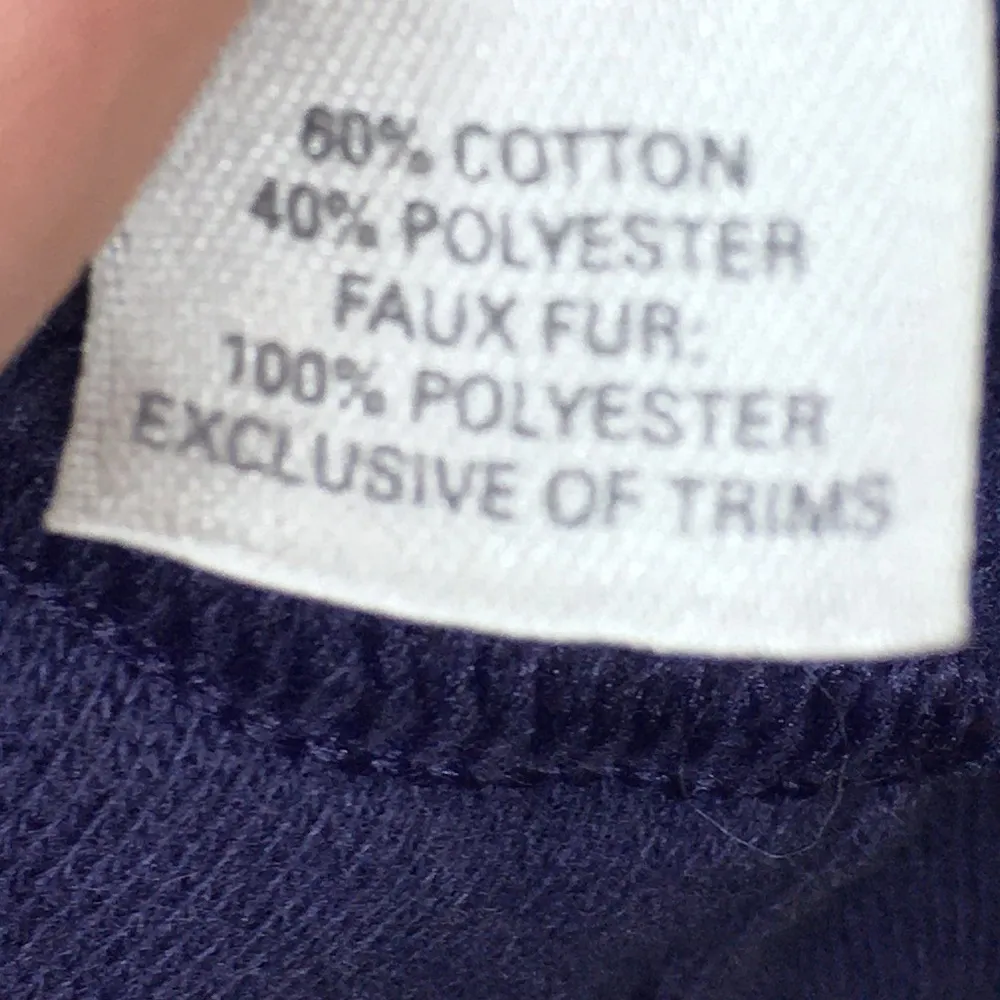 60% COTTON
40% POLYESTER
FAUX FUR:
100% POLYESTER
EXCLUSIVE OF TRIMS